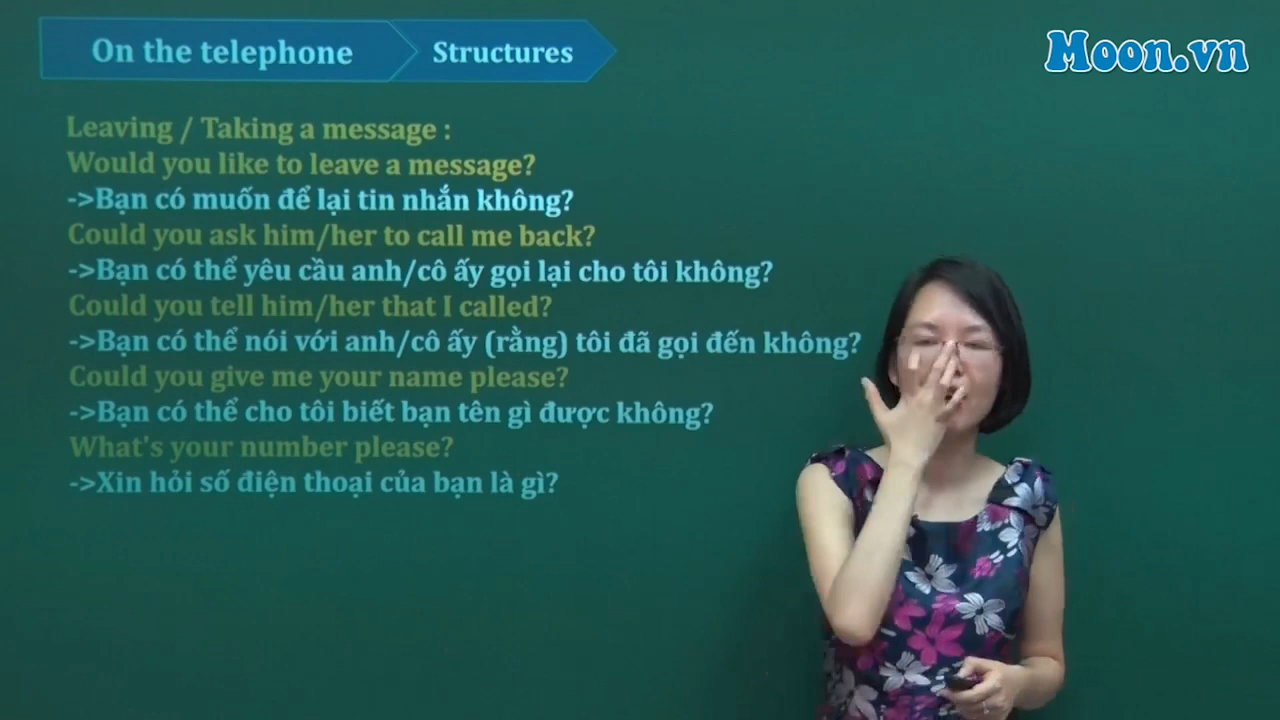 On the telephone
Structures
Moon.vn
Leaving / Taking a message :
Would you like to leave a message?
->Bạn có muốn để lại tin nhắn không?
Could you ask him/her to call me back?
->Bạn có thể yêu cầu anh/cô ấy gọi lại cho tôi không?
Could you tell him/her that I called?
->Bạn có thể nói với anh/cô ấy (rằng) tôi đã gọi đến không?
Could you give me your name please?
->Bạn có thể cho tôi biết bạn tên gì được không?
What's your number please?
->Xin hỏi số điện thoại của bạn là gì?